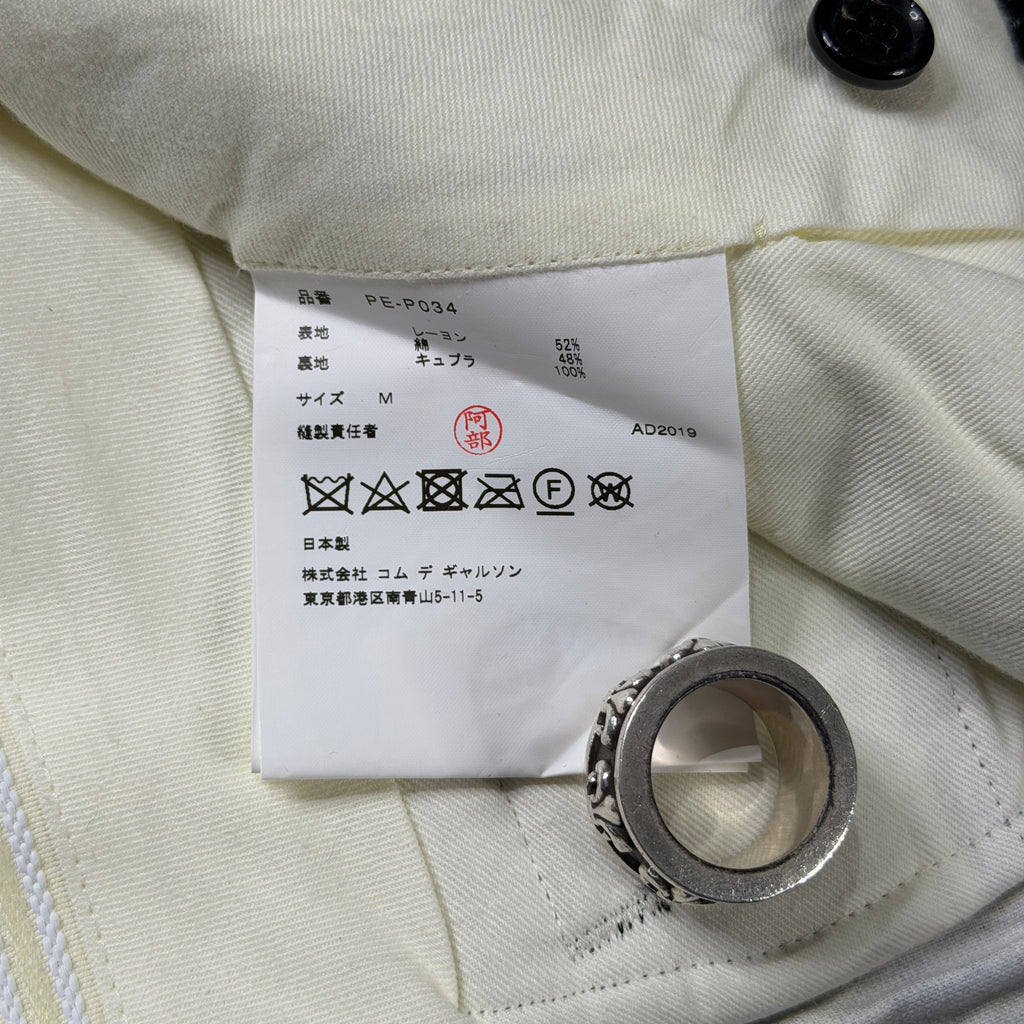 品番 PE-P034
表地 レーヨン 52%
綿 48%
裏地 キュプラ 100%
サイズ M
縫製責任者 阿部 AD2019
F W
日本製
株式会社 コム デ ギャルソン
東京都港区南青山5-11-5